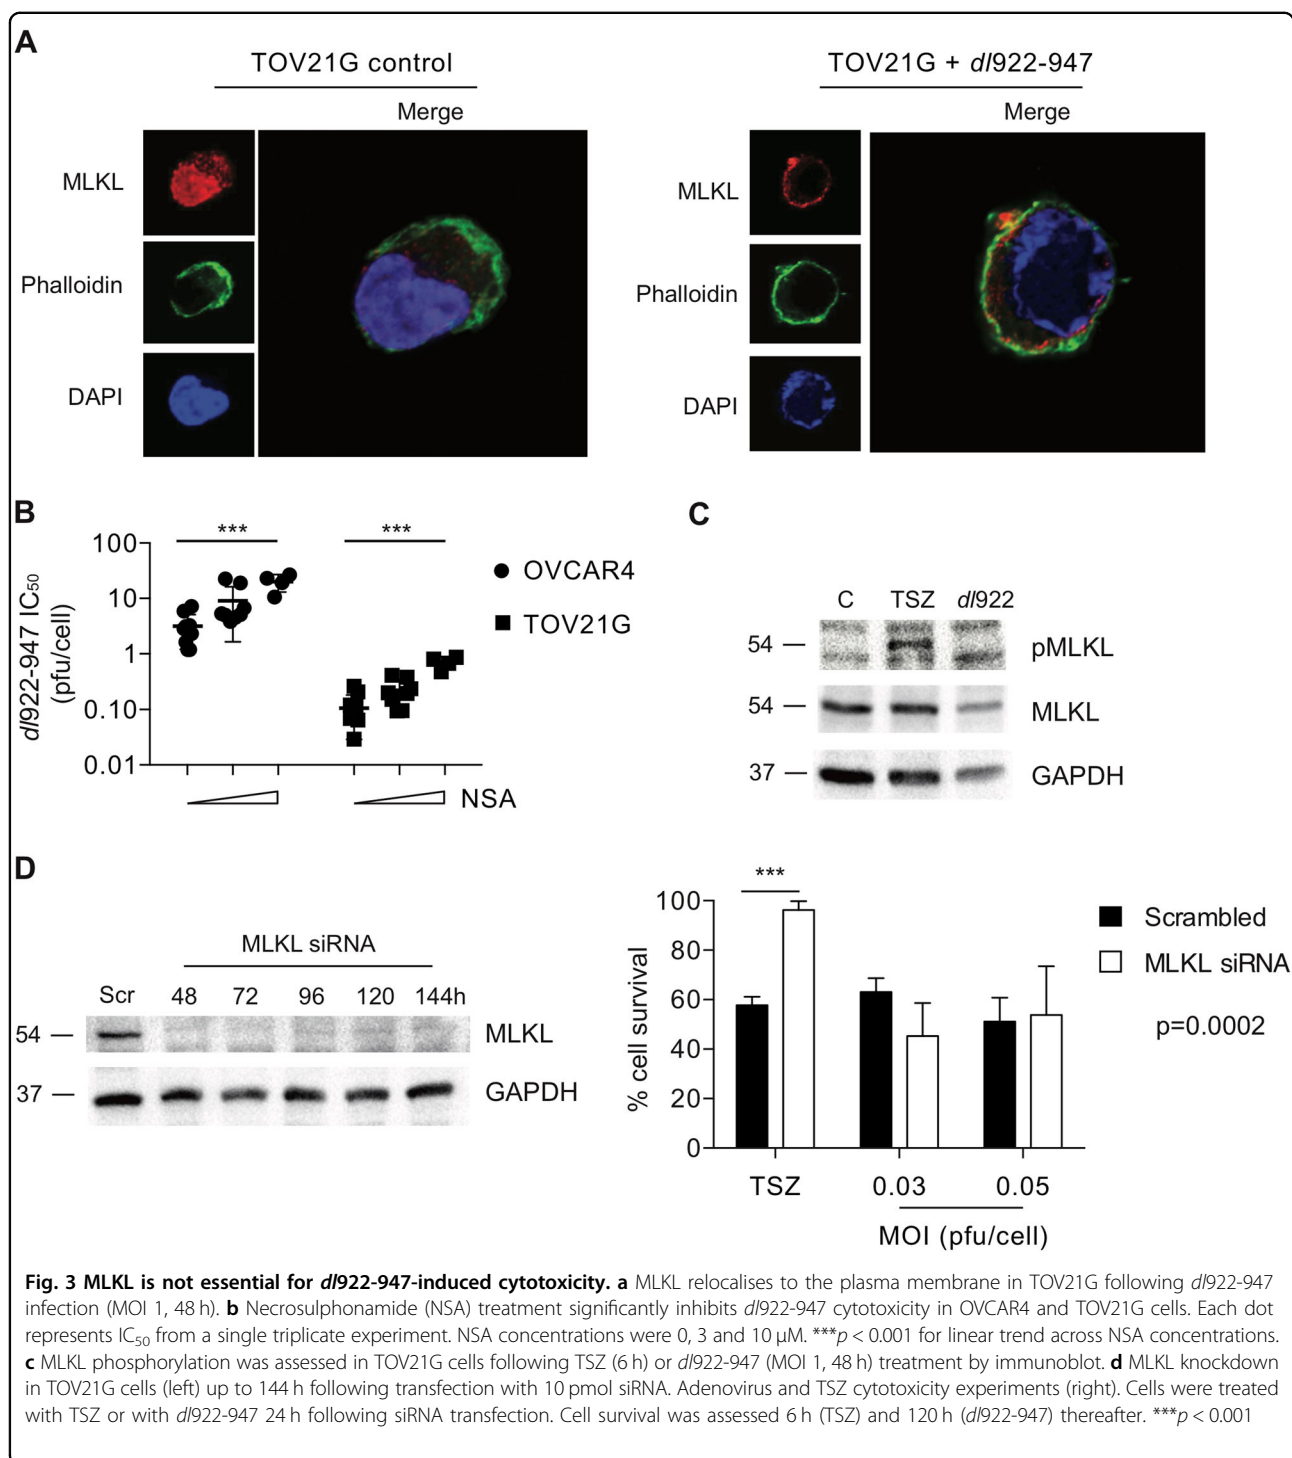 A
TOV21G control
TOV21G + dl922-947
Merge
Merge
MLKL
Phalloidin
DAPI
MLKL
Phalloidin
DAPI
B
***
***
100
10
1
0.10
0.01
dl922-947 IC50
(pfu/cell)
OVCAR4
TOV21G
NSA
C
C TSZ dl922
54 pMLKL
54 MLKL
37 GAPDH
D
MLKL siRNA
Scr 48 72 96 120 144h
54 MLKL
37 GAPDH
***
100
80
60
40
20
0
% cell survival
Scrambled
MLKL siRNA
p=0.0002
TSZ 0.03 0.05
MOI (pfu/cell)
Fig. 3 MLKL is not essential for dl922-947-induced cytotoxicity. a MLKL relocalises to the plasma membrane in TOV21G following dl922-947
infection (MOI 1, 48 h). b Necrosulphonamide (NSA) treatment significantly inhibits dl922-947 cytotoxicity in OVCAR4 and TOV21G cells. Each dot
represents IC50 from a single triplicate experiment. NSA concentrations were 0, 3 and 10 µM. ***p < 0.001 for linear trend across NSA concentrations.
c MLKL phosphorylation was assessed in TOV21G cells following TSZ (6 h) or dl922-947 (MOI 1, 48 h) treatment by immunoblot. d MLKL knockdown
in TOV21G cells (left) up to 144 h following transfection with 10 pmol siRNA. Adenovirus and TSZ cytotoxicity experiments (right). Cells were treated
with TSZ or with dl922-947 24 h following siRNA transfection. Cell survival was assessed 6 h (TSZ) and 120 h (dl922-947) thereafter. ***p < 0.001